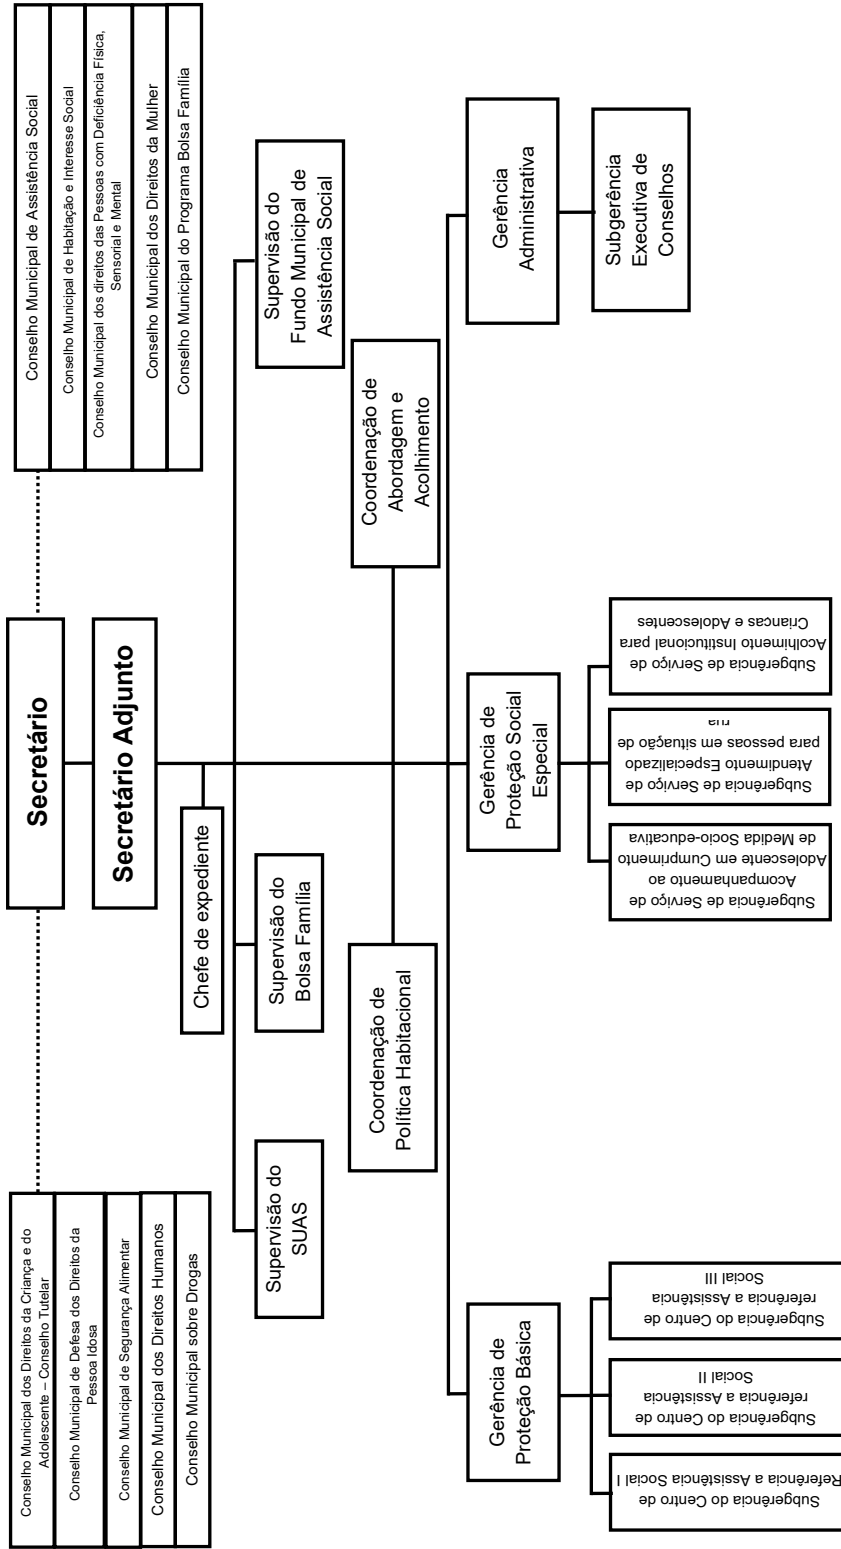 Conselho Municipal dos Direitos da Criança e do
Adolescente – Conselho Tutelar
Conselho Municipal de Defesa dos Direitos da
Pessoa Idosa
Conselho Municipal de Segurança Alimentar
Conselho Municipal dos Direitos Humanos
Conselho Municipal sobre Drogas
Secretário
Secretário Adjunto
Conselho Municipal de Assistência Social
Conselho Municipal de Habitação e Interesse Social
Conselho Municipal dos direitos das Pessoas com Deficiência Física,
Sensorial e Mental
Conselho Municipal dos Direitos da Mulher
Conselho Municipal do Programa Bolsa Família
Chefe de expediente
Supervisão do
SUAS
Supervisão do
Bolsa Família
Supervisão do
Fundo Municipal de
Assistência Social
Coordenação de
Política Habitacional
Coordenação de
Abordagem e
Acolhimento
Gerência de
Proteção Básica
Gerência de
Proteção Social
Especial
Gerência
Administrativa
Subgerência do Centro de
Referência a Assistência Social I
Subgerência do Centro de
referência a Assistência
Social II
Subgerência do Centro de
referência a Assistência
Social III
Subgerência de Serviço de
Acompanhamento ao
Adolescente em Cumprimento
de Medida Socio-educativa
Subgerência de Serviço de
Atendimento Especializado
para pessoas em situação de
rua
Subgerência de Serviço de
Acolhimento Institucional para
Crianças e Adolescentes
Subgerência
Executiva de
Conselhos